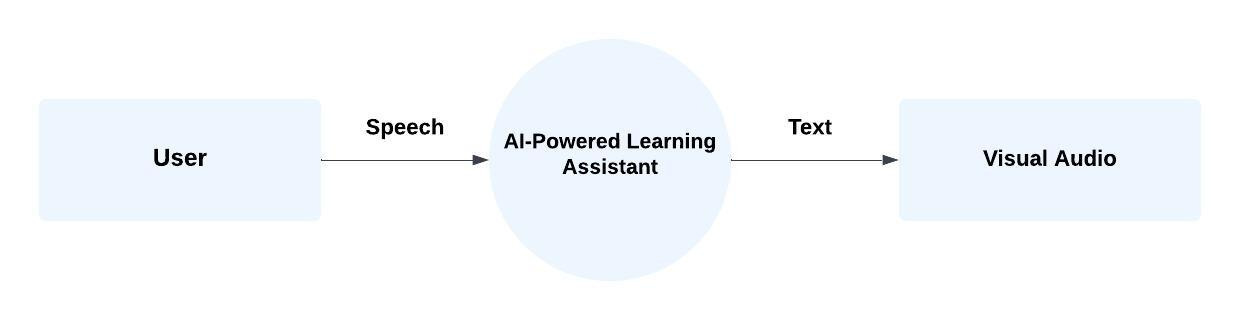 User
Speech
AI-Powered Learning
Assistant
Text
Visual Audio